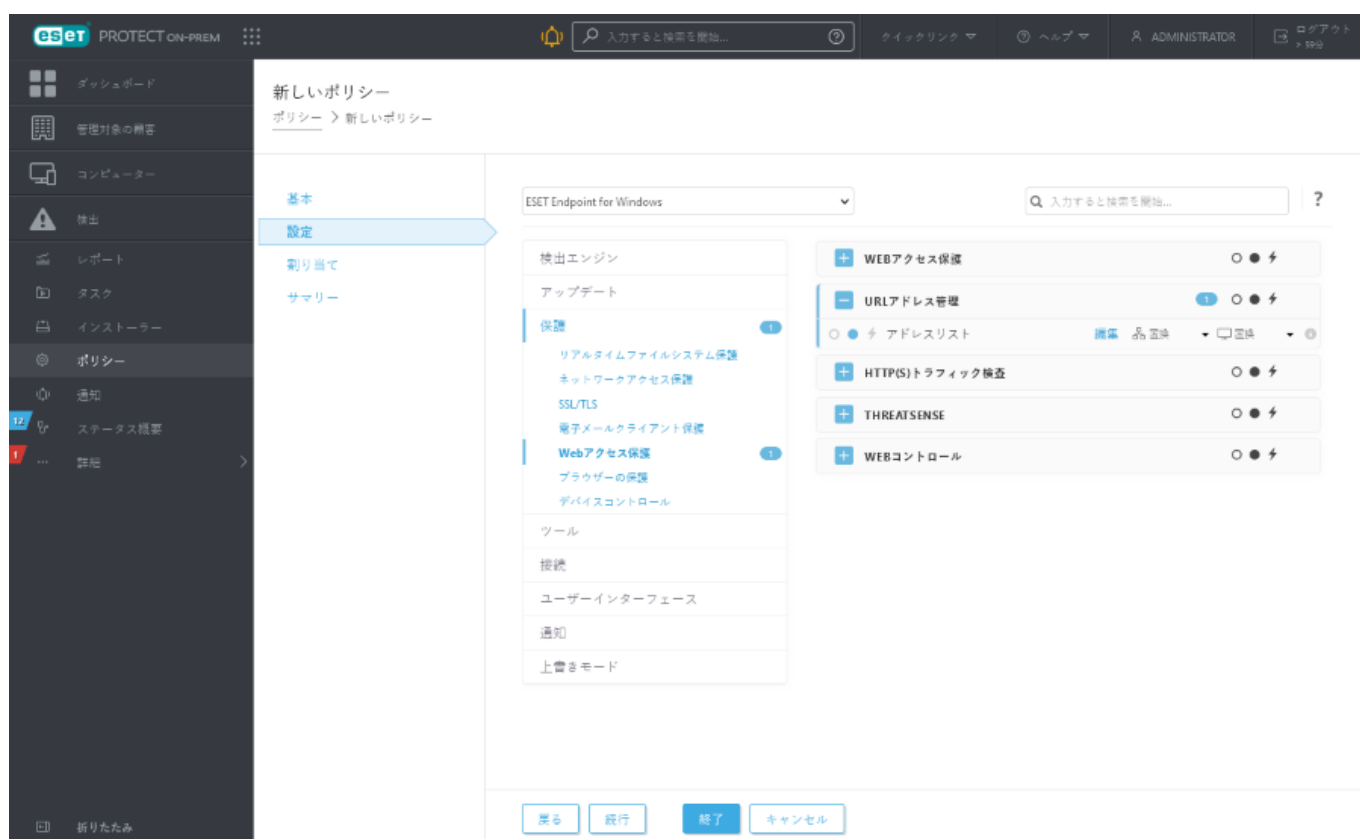 eset PROTECT ON-PREM
入力すると検索を開始...
クイックリンク
ヘルプ
ADMINISTRATOR
ログアウト
> 59分
ダッシュボード
管理対象の顧客
コンピューター
検出
レポート
タスク
インストーラー
ポリシー
通知
12
ステータス概要
1
詳細
折りたたみ
新しいポリシー
ポリシー > 新しいポリシー
基本
設定
割り当て
サマリー
ESET Endpoint for Windows
入力すると検索を開始...
?
検出エンジン
アップデート
保護 1
リアルタイムファイルシステム保護
ネットワークアクセス保護
SSL/TLS
電子メールクライアント保護
Webアクセス保護 1
ブラウザーの保護
デバイスコントロール
ツール
接続
ユーザーインターフェース
通知
上書きモード
WEBアクセス保護
URLアドレス管理 1
アドレスリスト 編集 置換 置換
HTTP(S)トラフィック検査
THREATSENSE
WEBコントロール
戻る 続行 終了 キャンセル